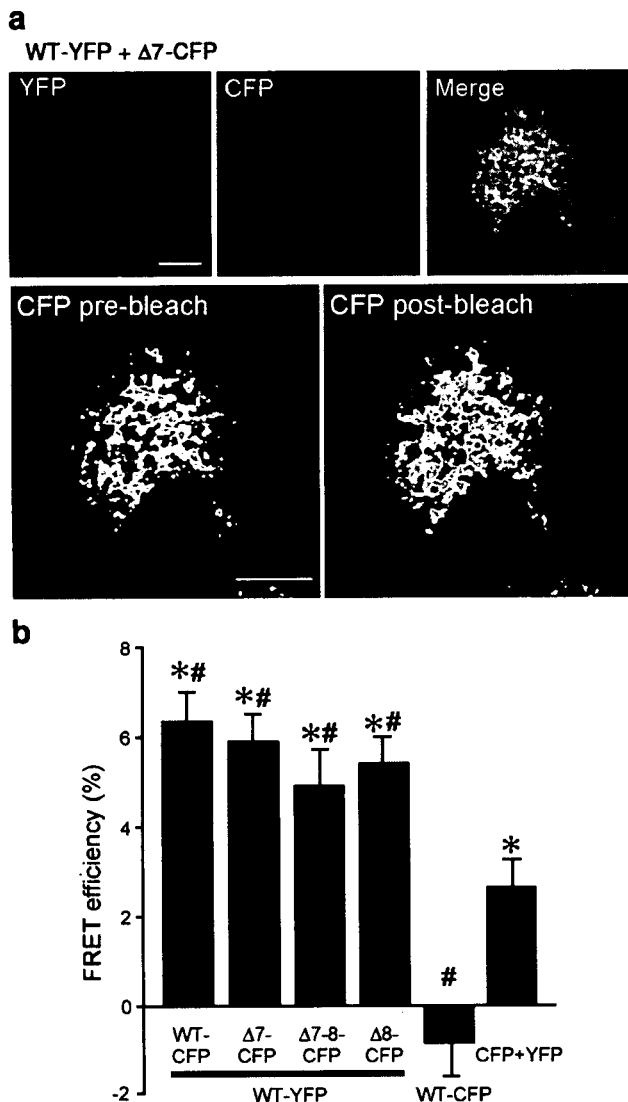 a
WT-YFP + Δ7-CFP
YFP
CFP
Merge
CFP pre-bleach
CFP post-bleach
b
8
6
4
2
0
-2
FRET efficiency (%)
*#
*#
*#
*#
#
*
WT-
CFP
Δ7-
CFP
Δ7-8-
CFP
Δ8-
CFP
WT-YFP
WT-CFP
CFP+YFP